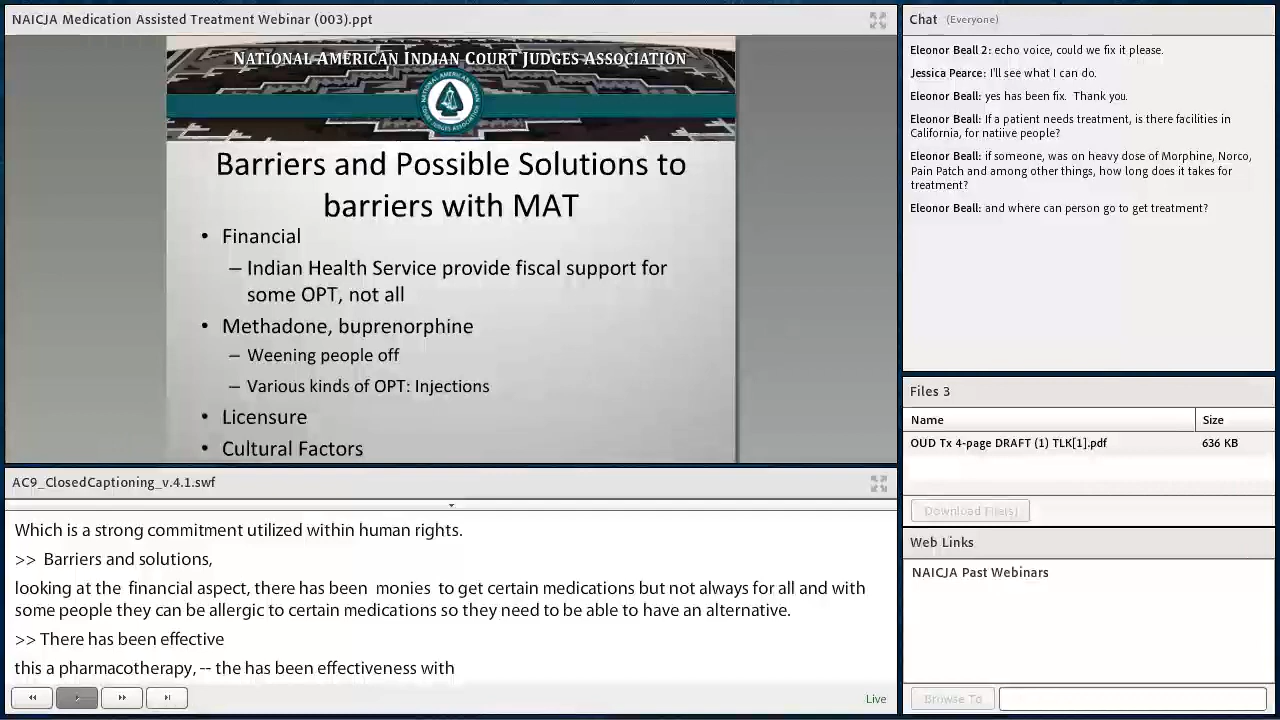 NAICJA Medication Assisted Treatment Webinar (003).ppt
NATIONAL AMERICAN INDIAN COURT JUDGES ASSOCIATION
NATIONAL AMERICAN INDIAN COURT JUDGES ASSOCIATION
Barriers and Possible Solutions to
barriers with MAT
• Financial
– Indian Health Service provide fiscal support for
some OPT, not all
• Methadone, buprenorphine
– Weening people off
– Various kinds of OPT: Injections
• Licensure
• Cultural Factors
AC9_ClosedCaptioning_v.4.1.swf
Which is a strong commitment utilized within human rights.
>> Barriers and solutions,
looking at the financial aspect, there has been monies to get certain medications but not always for all and with
some people they can be allergic to certain medications so they need to be able to have an alternative.
>> There has been effective
this a pharmacotherapy, -- the has been effectiveness with
Live
Chat (Everyone)
Eleonor Beall 2: echo voice, could we fix it please.
Jessica Pearce: I'll see what I can do.
Eleonor Beall: yes has been fix. Thank you.
Eleonor Beall: If a patient needs treatment, is there facilities in
California, for natiive people?
Eleonor Beall: if someone, was on heavy dose of Morphine, Norco,
Pain Patch and among other things, how long does it takes for
treatment?
Eleonor Beall: and where can person go to get treatment?
Files 3
Name Size
OUD Tx 4-page DRAFT (1) TLK[1].pdf 636 KB
Download File(s)
Web Links
NAICJA Past Webinars
Browse To